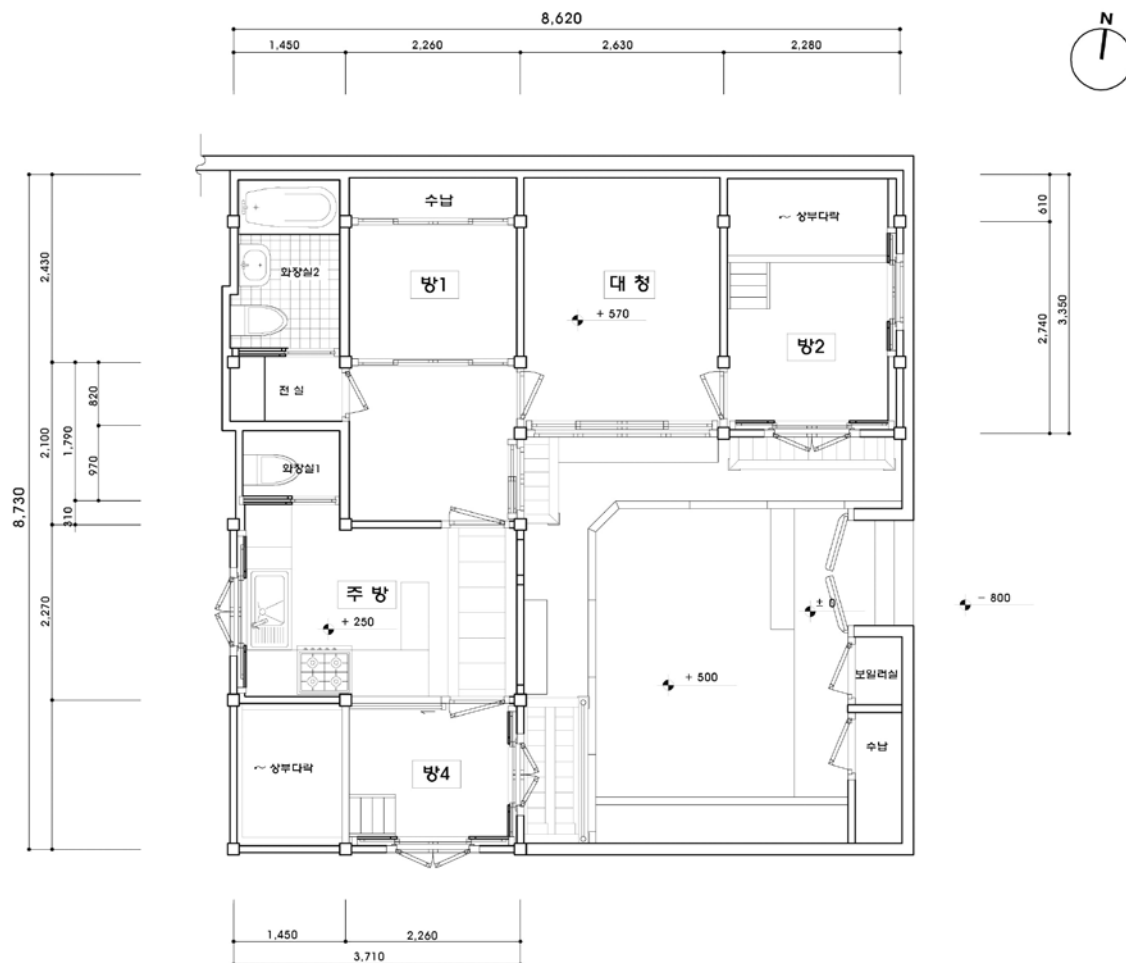 8,620
N
1,450 2,260 2,630 2,280
수납
~ 상부다락
610
2,430
화장실2
방1
대 청
+ 570
2,740
3,350
방2
820
전 실
2,100
1,790
970
화장실1
8,730
310
주 방
+ 250
± 0
- 800
2,270
+ 500
보일러실
수납
~ 상부다락
방4
1,450 2,260
3,710